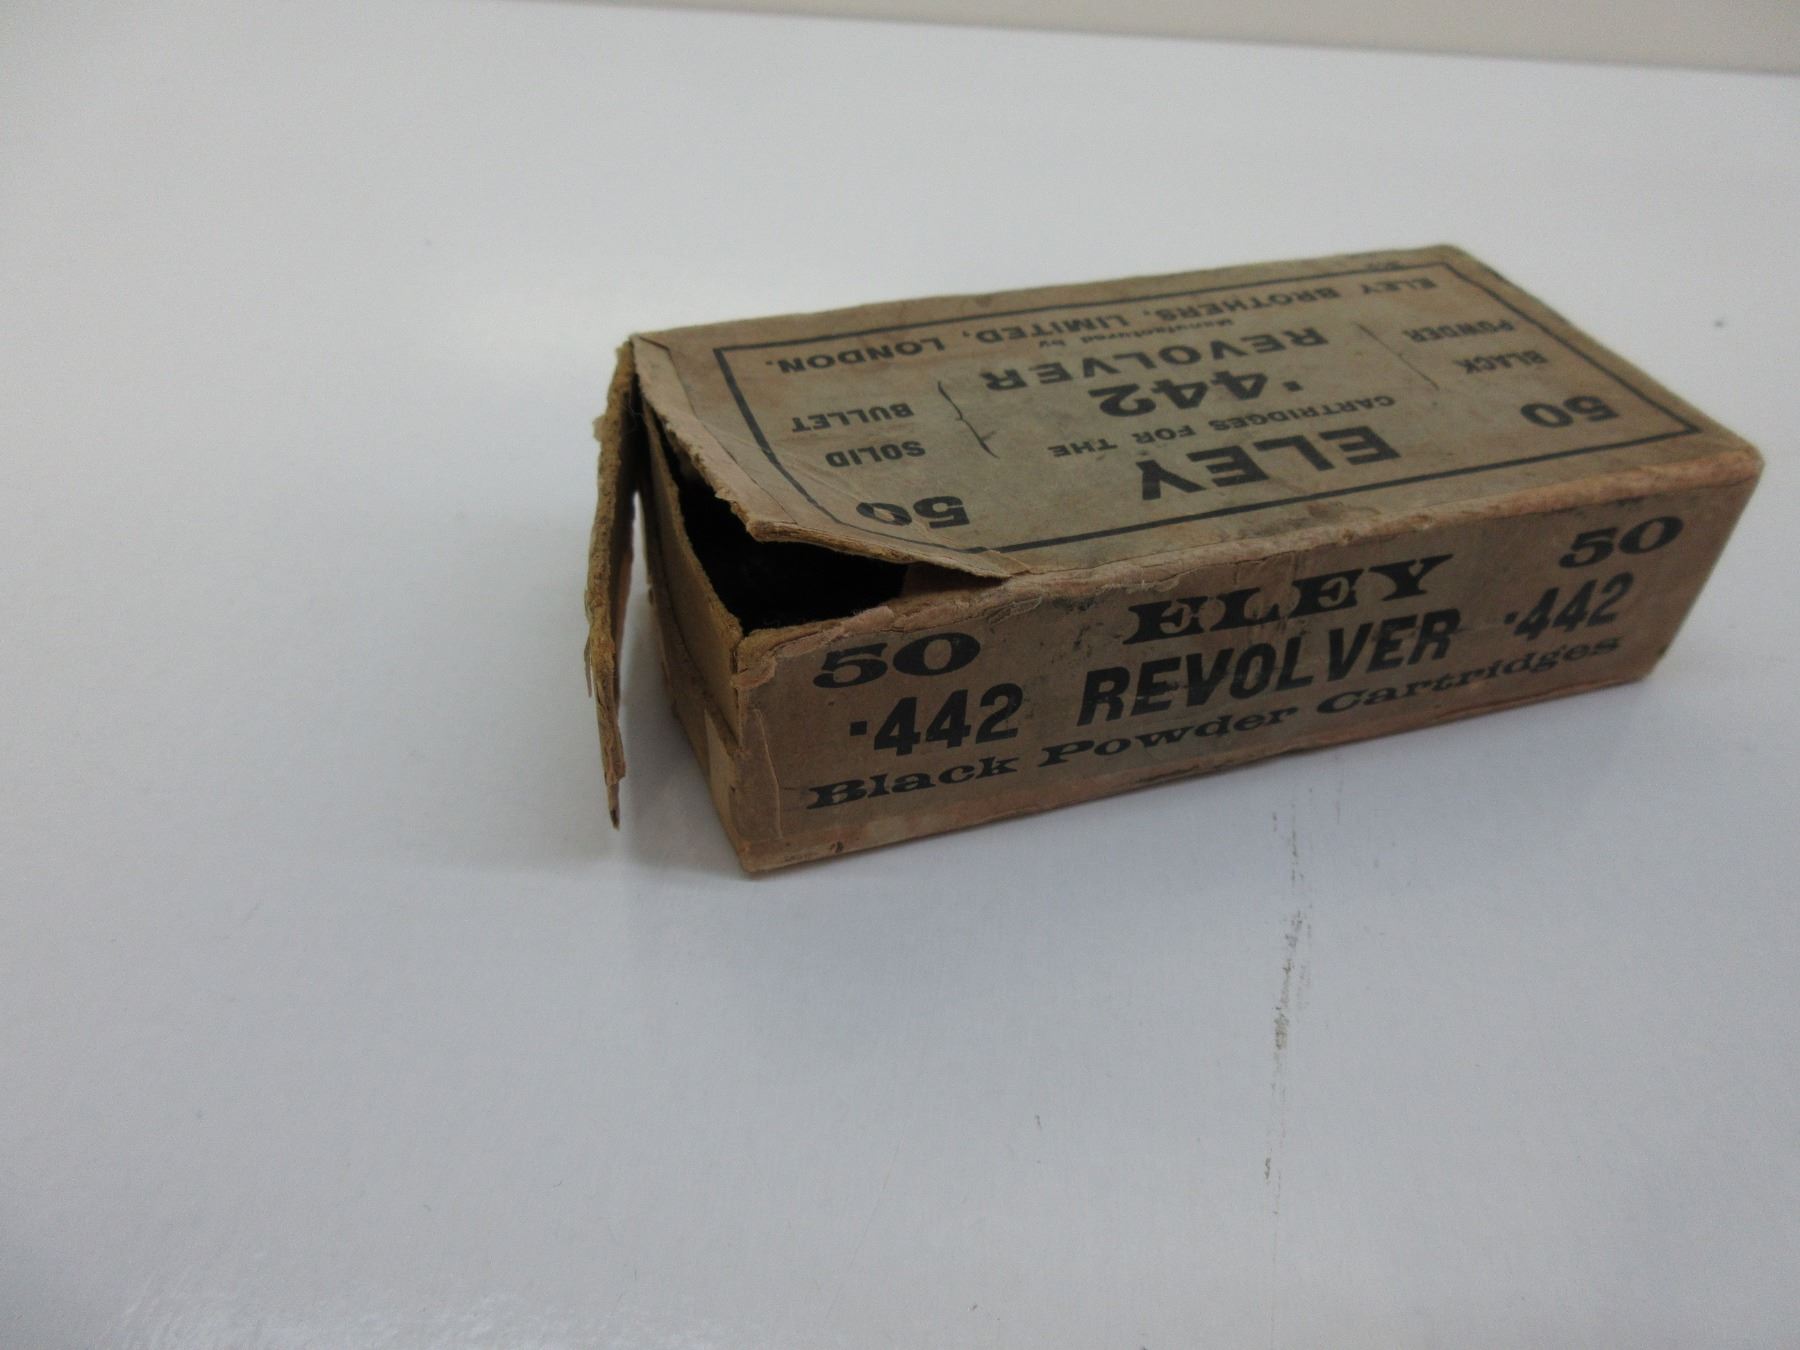 50 ELEY 50
CARTRIDGES FOR THE
BLACK POWDER ·442 SOLID BULLET
REVOLVER
Manufactured by
ELEY BROTHERS, LIMITED, LONDON.
50 ELEY 50
·442 REVOLVER ·442
Black Powder Cartridges